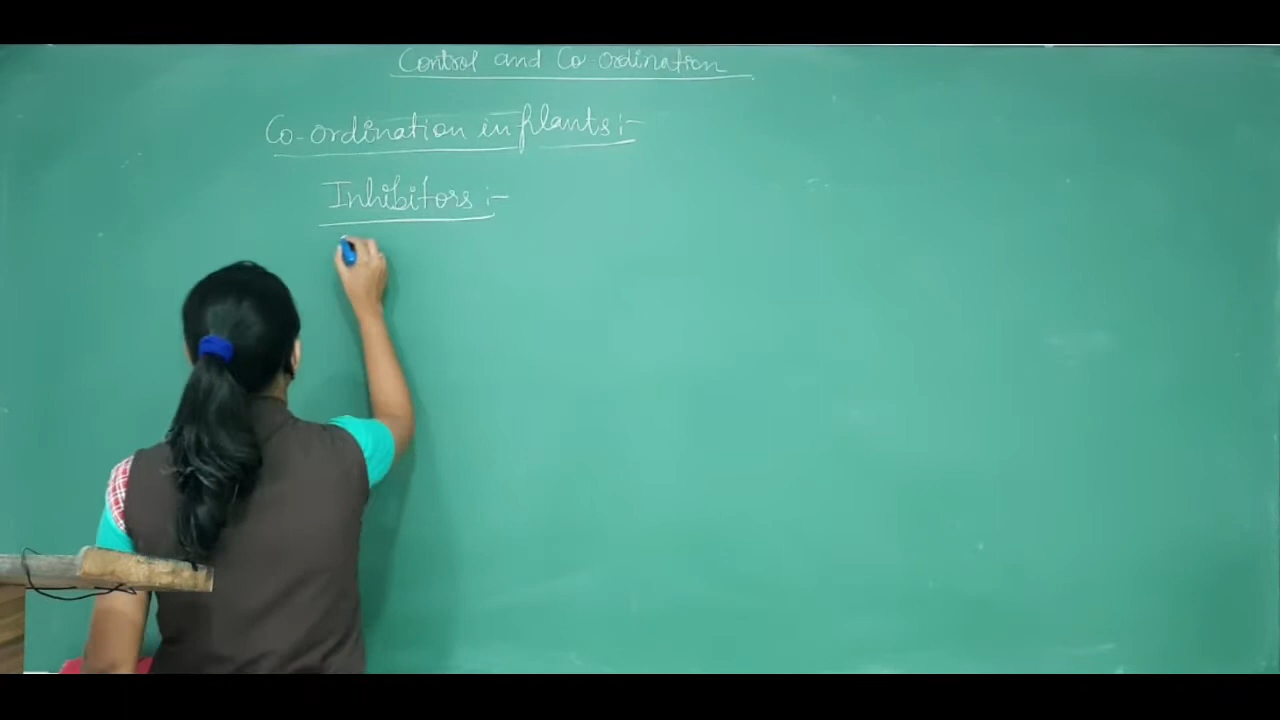 Control and Co-ordination
Co-ordination in plants :-
Inhibitors :-